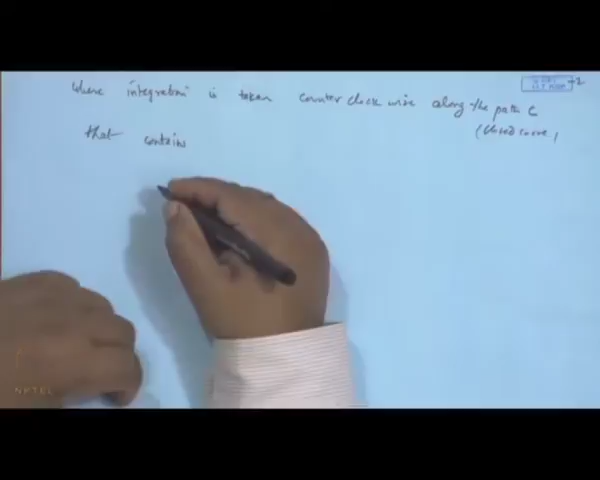 where integration is taken counter clock wise along the path C
that contains (closed curve)
NPTEL